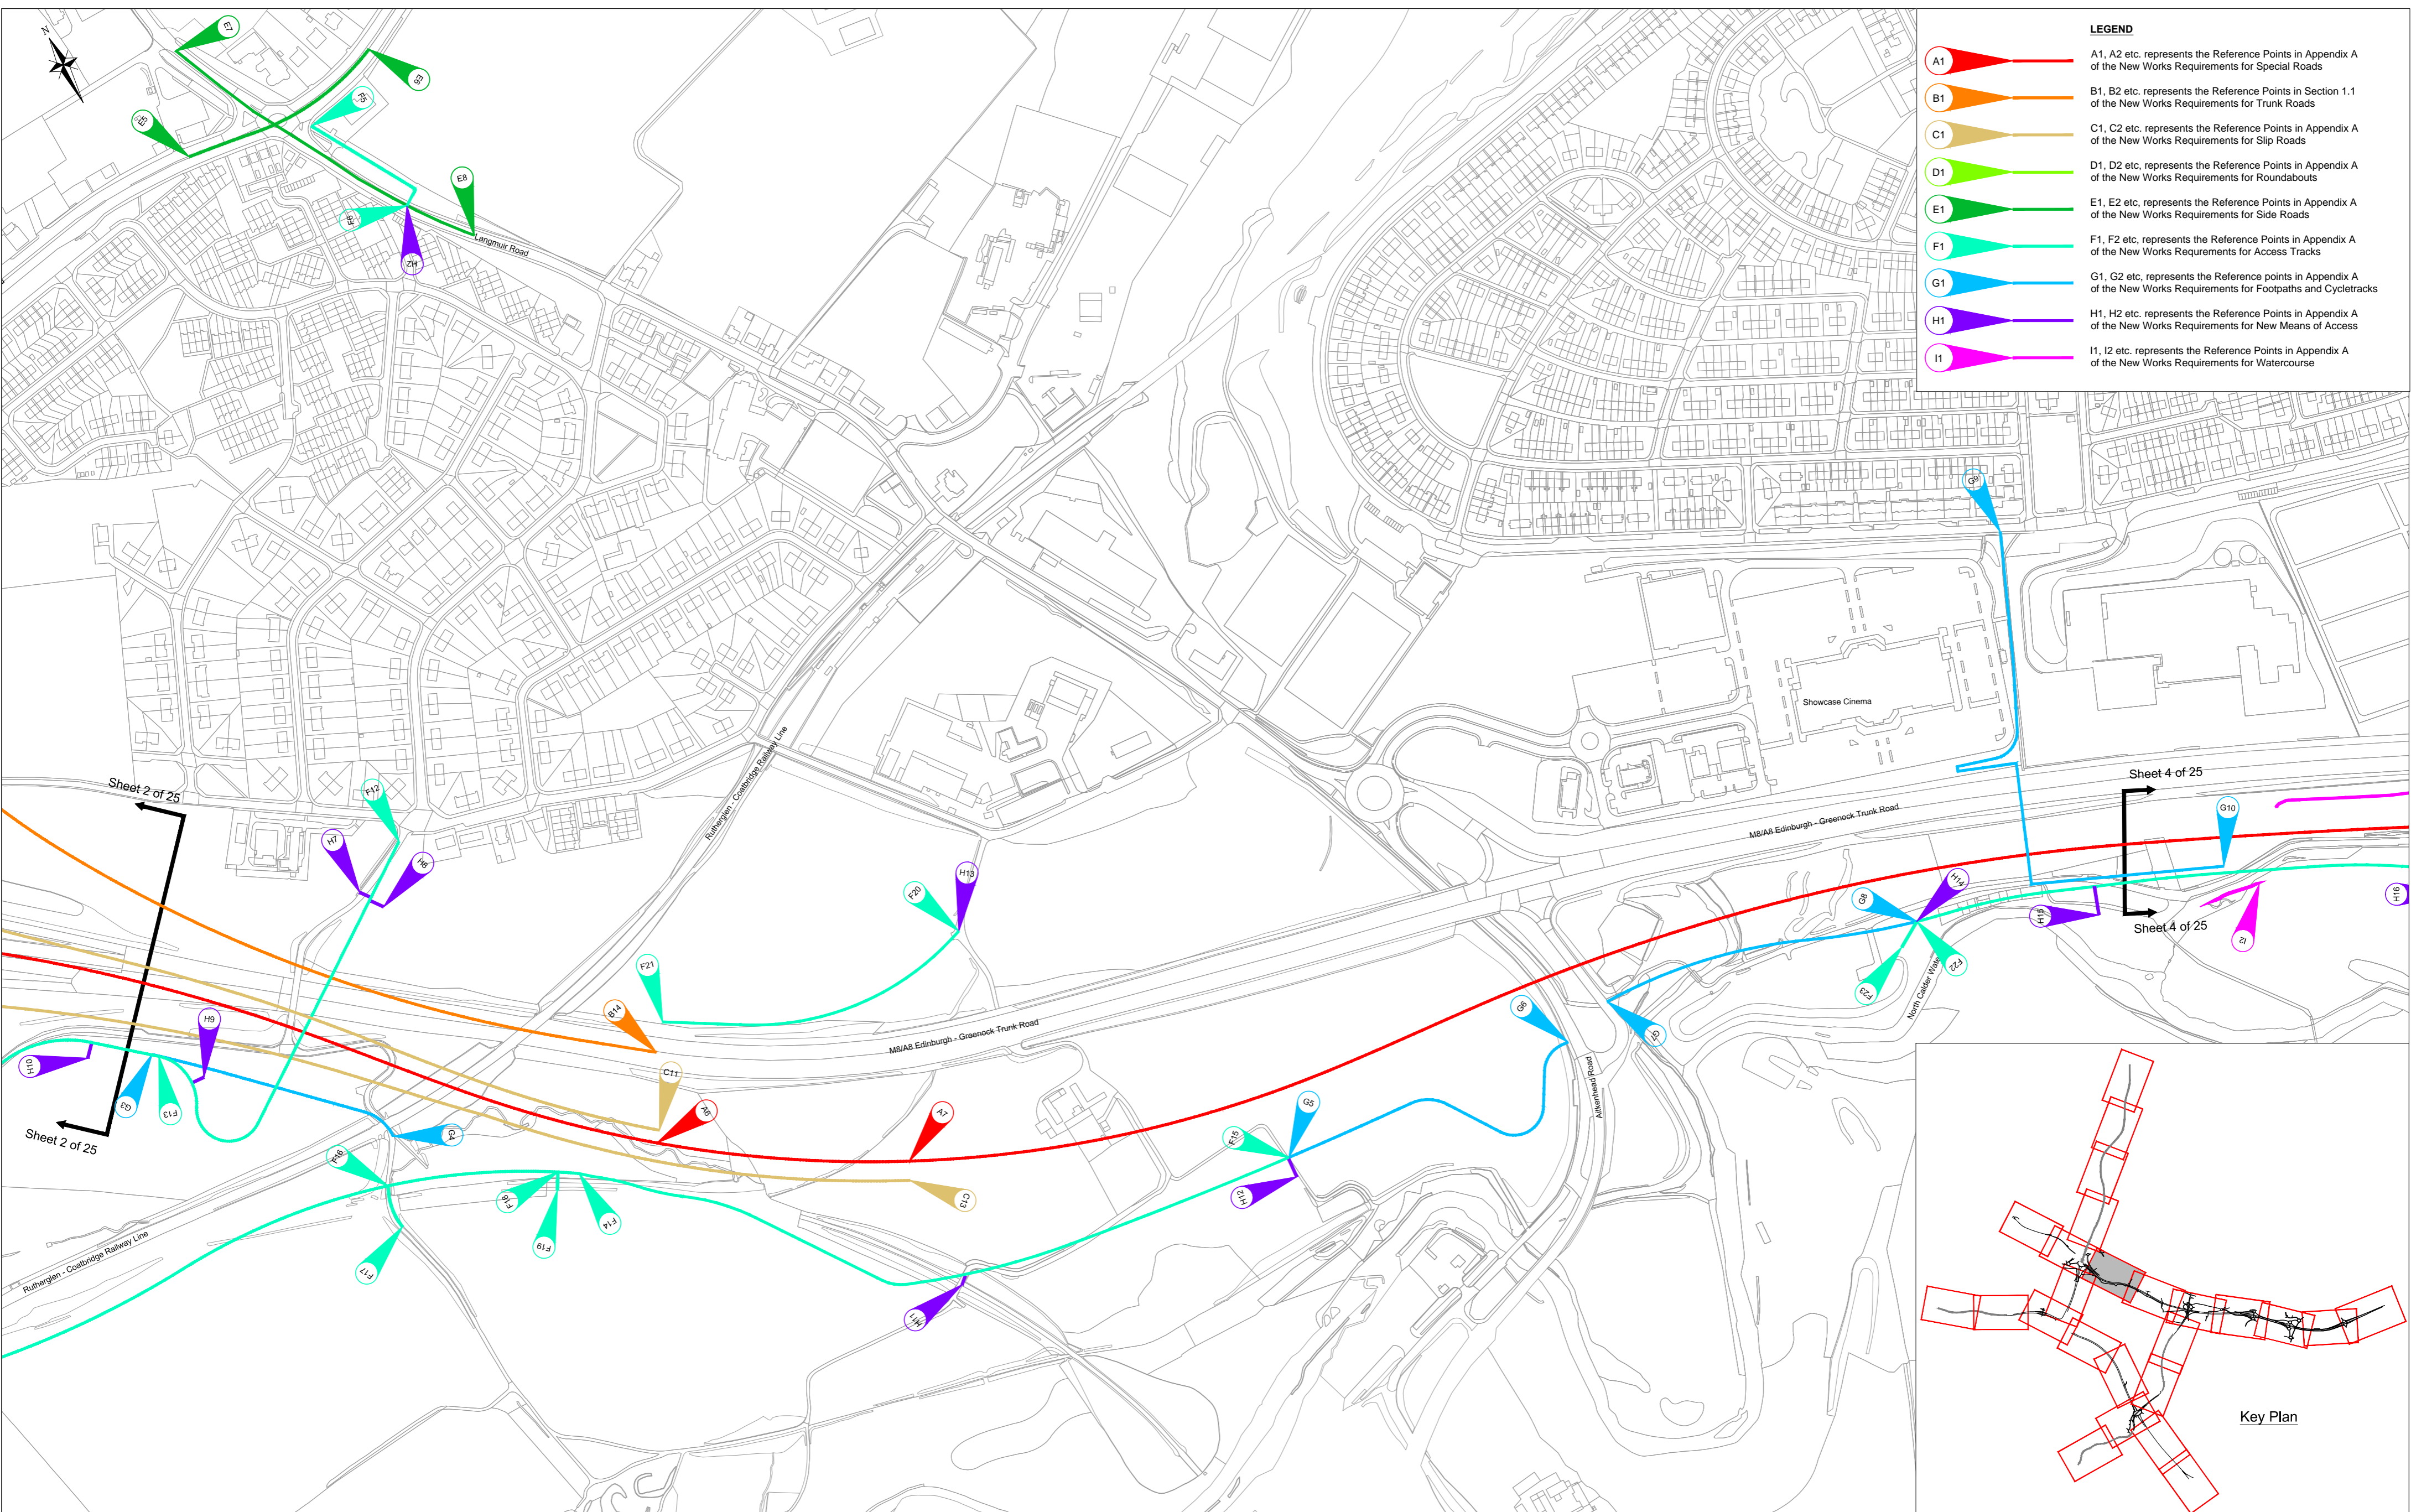 N
E7
E6
F5
E5
E8
F8
H2
Langmuir Road
LEGEND
A1
A1, A2 etc. represents the Reference Points in Appendix A
of the New Works Requirements for Special Roads
B1
B1, B2 etc. represents the Reference Points in Section 1.1
of the New Works Requirements for Trunk Roads
C1
C1, C2 etc. represents the Reference Points in Appendix A
of the New Works Requirements for Slip Roads
D1
D1, D2 etc, represents the Reference Points in Appendix A
of the New Works Requirements for Roundabouts
E1
E1, E2 etc, represents the Reference Points in Appendix A
of the New Works Requirements for Side Roads
F1
F1, F2 etc, represents the Reference Points in Appendix A
of the New Works Requrements for Access Tracks
G1
G1, G2 etc, represents the Reference points in Appendix A
of the New Works Requirements for Footpaths and Cycletracks
H1
H1, H2 etc. represents the Reference Points in Appendix A
of the New Works Requirements for New Means of Access
I1
I1, I2 etc. represents the Reference Points in Appendix A
of the New Works Requirements for Watercourse
G9
Showcase Cinema
Rutherglen - Coatbridge Railway Line
Sheet 2 of 25
F12
H7
H8
Sheet 4 of 25
G10
M8/A8 Edinburgh - Greenock Trunk Road
F20
H13
F21
G8
H14
H15
H16
Sheet 4 of 25
I2
F22
F23
North Calder Water
B14
H9
H10
G3
F13
Sheet 2 of 25
G4
C11
A6
A7
M8/A8 Edinburgh - Greenock Trunk Road
G6
G7
Aitkenhead Road
G5
F15
H12
F16
F18
F19
F14
C13
F17
H11
Rutherglen - Coatbridge Railway Line
Key Plan